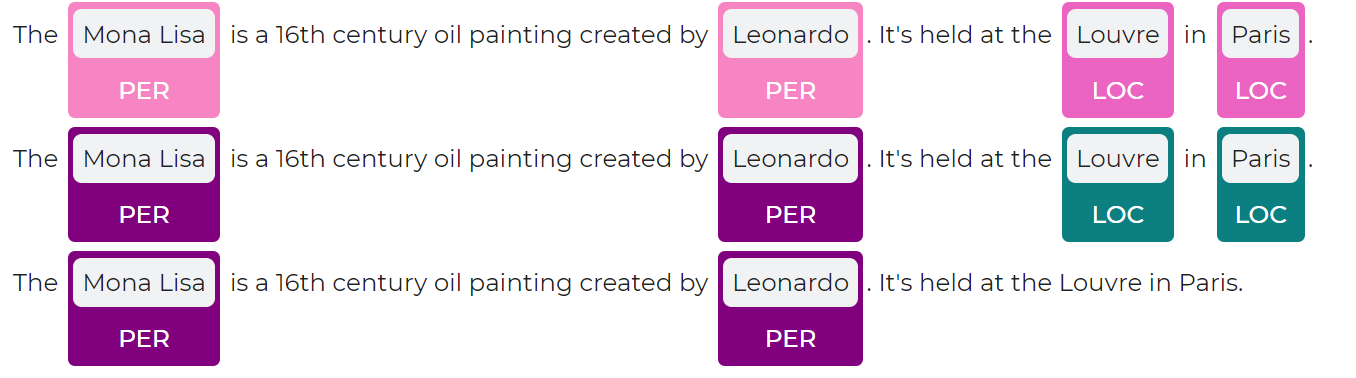 The Mona Lisa is a 16th century oil painting created by Leonardo . It's held at the Louvre in Paris .
PER PER LOC LOC
The Mona Lisa is a 16th century oil painting created by Leonardo . It's held at the Louvre in Paris .
PER PER LOC LOC
The Mona Lisa is a 16th century oil painting created by Leonardo . It's held at the Louvre in Paris.
PER PER